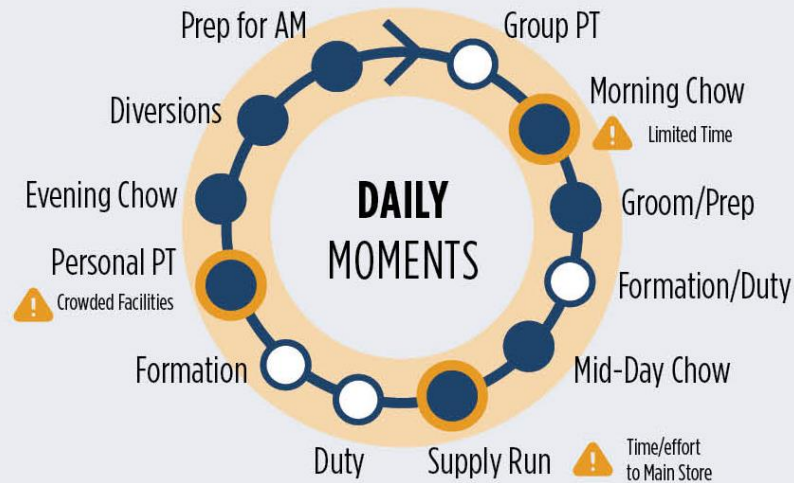 Prep for AM
Group PT
Morning Chow
Limited Time
Diversions
Evening Chow
DAILY
MOMENTS
Groom/Prep
Personal PT
Crowded Facilities
Formation/Duty
Formation
Mid-Day Chow
Duty
Supply Run
Time/effort
to Main Store